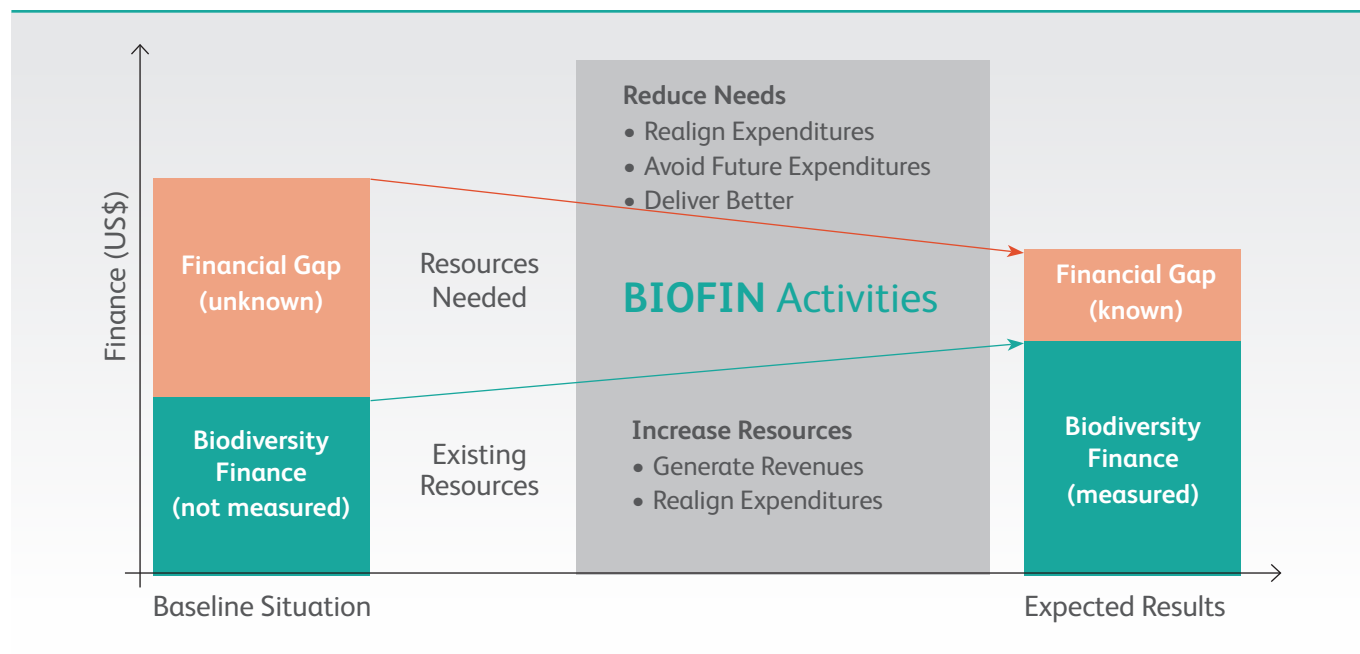 Finance (US$)
Financial Gap
(unknown)
Biodiversity
Finance
(not measured)
Resources
Needed
Existing
Resources
Reduce Needs
• Realign Expenditures
• Avoid Future Expenditures
• Deliver Better
BIOFIN Activities
Increase Resources
• Generate Revenues
• Realign Expenditures
Financial Gap
(known)
Biodiversity
Finance
(measured)
Baseline Situation
Expected Results